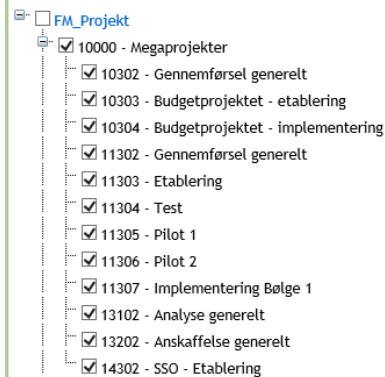 FM_Projekt
10000 - Megaprojekter
10302 - Gennemførsel generelt
10303 - Budgetprojektet - etablering
10304 - Budgetprojektet - implementering
11302 - Gennemførsel generelt
11303 - Etablering
11304 - Test
11305 - Pilot 1
11306 - Pilot 2
11307 - Implementering Bølge 1
13102 - Analyse generelt
13202 - Anskaffelse generelt
14302 - SSO - Etablering